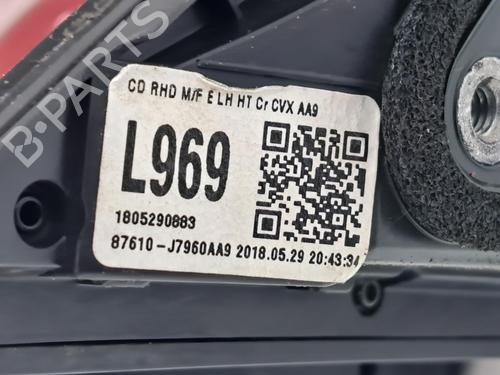 CD RHD M/F E LH HT Cr CVX AA9
L969
1805290883
87610-J7960AA9 2018.05.29 20:43:34
B-PARTS